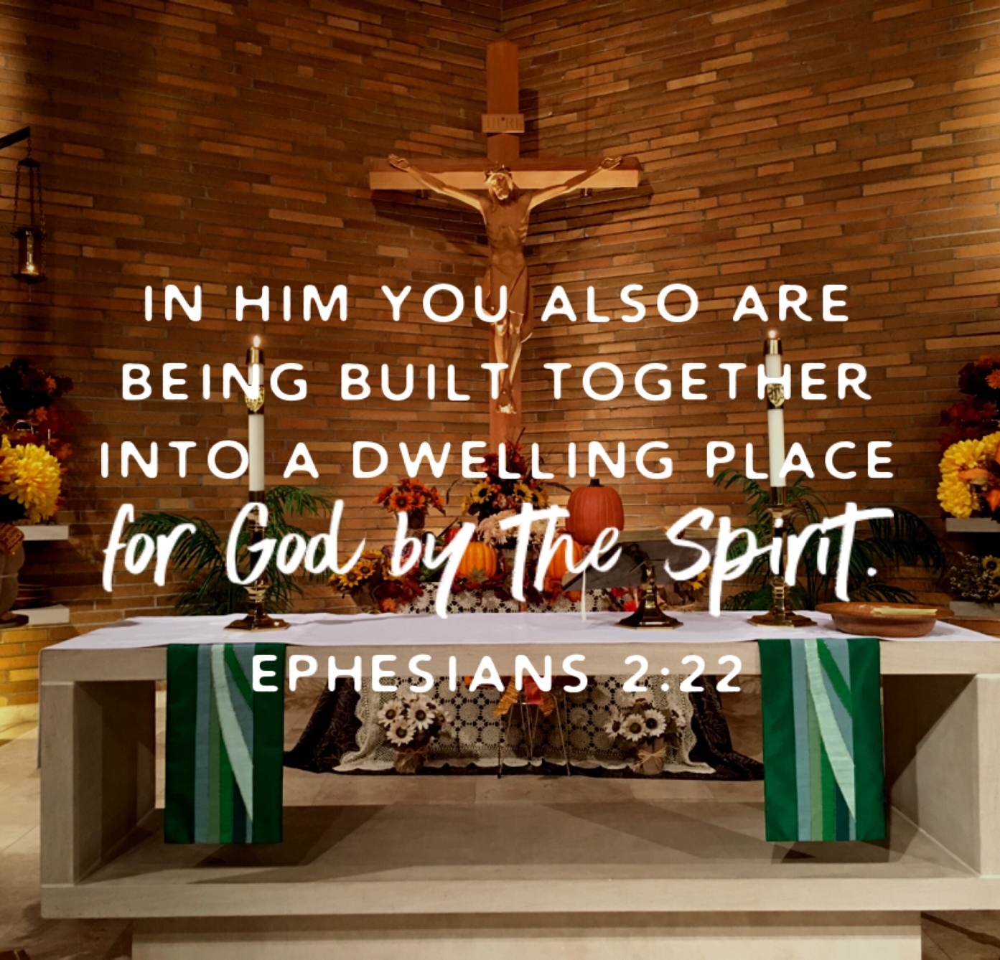 IN HIM YOU ALSO ARE
BEING BUILT TOGETHER
INTO A DWELLING PLACE
for God by the Spirit.
EPHESIANS 2:22